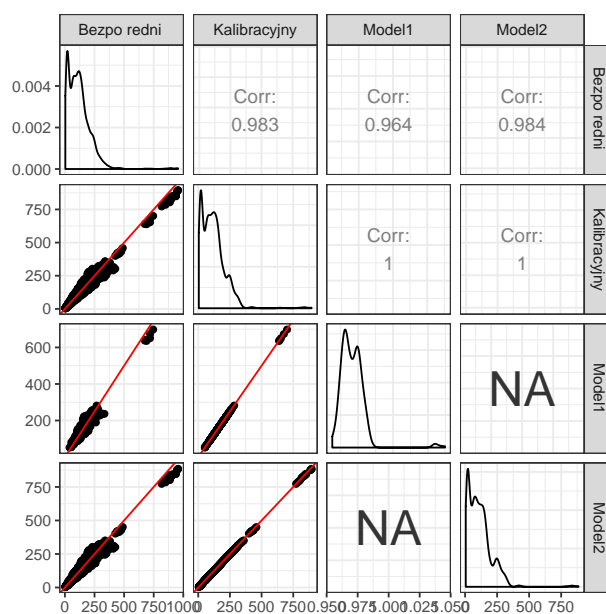 Bezpo redni Kalibracyjny Model1 Model2
0.004
0.002
0.000
Corr:
0.983
Corr:
0.964
Corr:
0.984
Bezpo redni
750
500
250
0
Corr:
1
Corr:
1
Kalibracyjny
600
400
200
NA
Model1
750
500
250
0
NA
Model2
0 250 500 750 1000
0 250 500 750
0.950 0.975 1.000 1.025 1.050
0 250 500 750